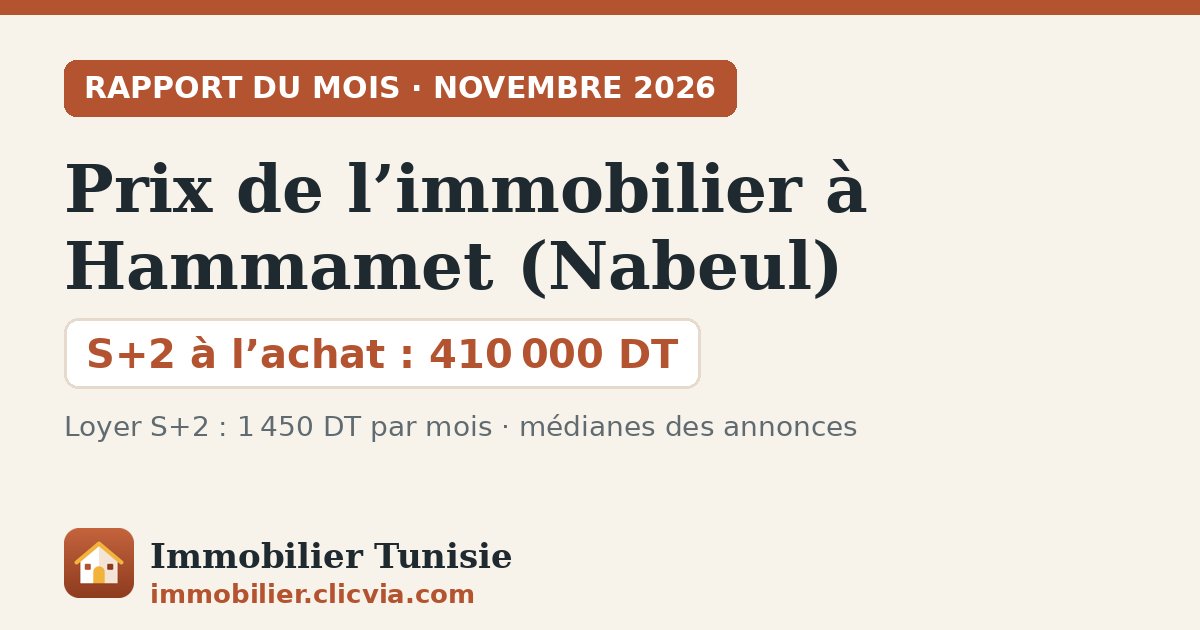 RAPPORT DU MOIS · NOVEMBRE 2026
Prix de l’immobilier à
Hammamet (Nabeul)
S+2 à l’achat : 410 000 DT
Loyer S+2 : 1 450 DT par mois · médianes des annonces
Immobilier Tunisie
immobilier.clicvia.com